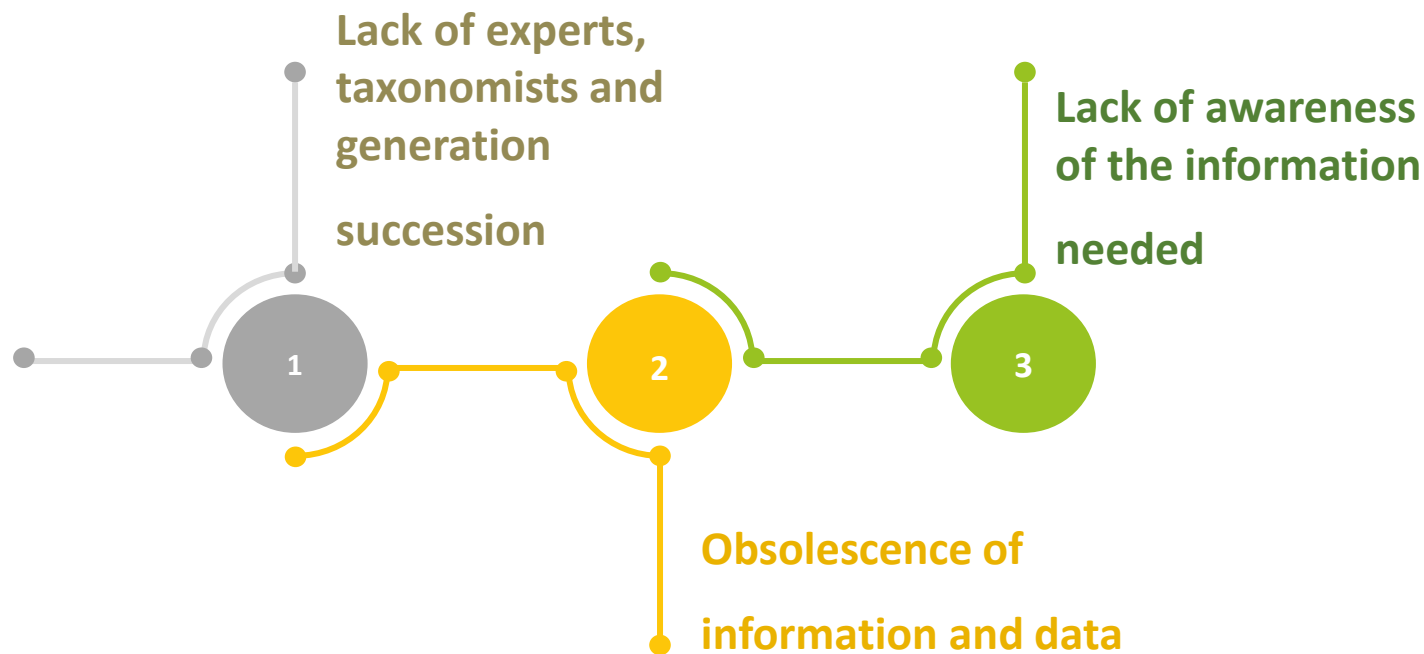 Lack of experts,
taxonomists and
generation
succession
1
2
Obsolescence of
information and data
3
Lack of awareness
of the information
needed